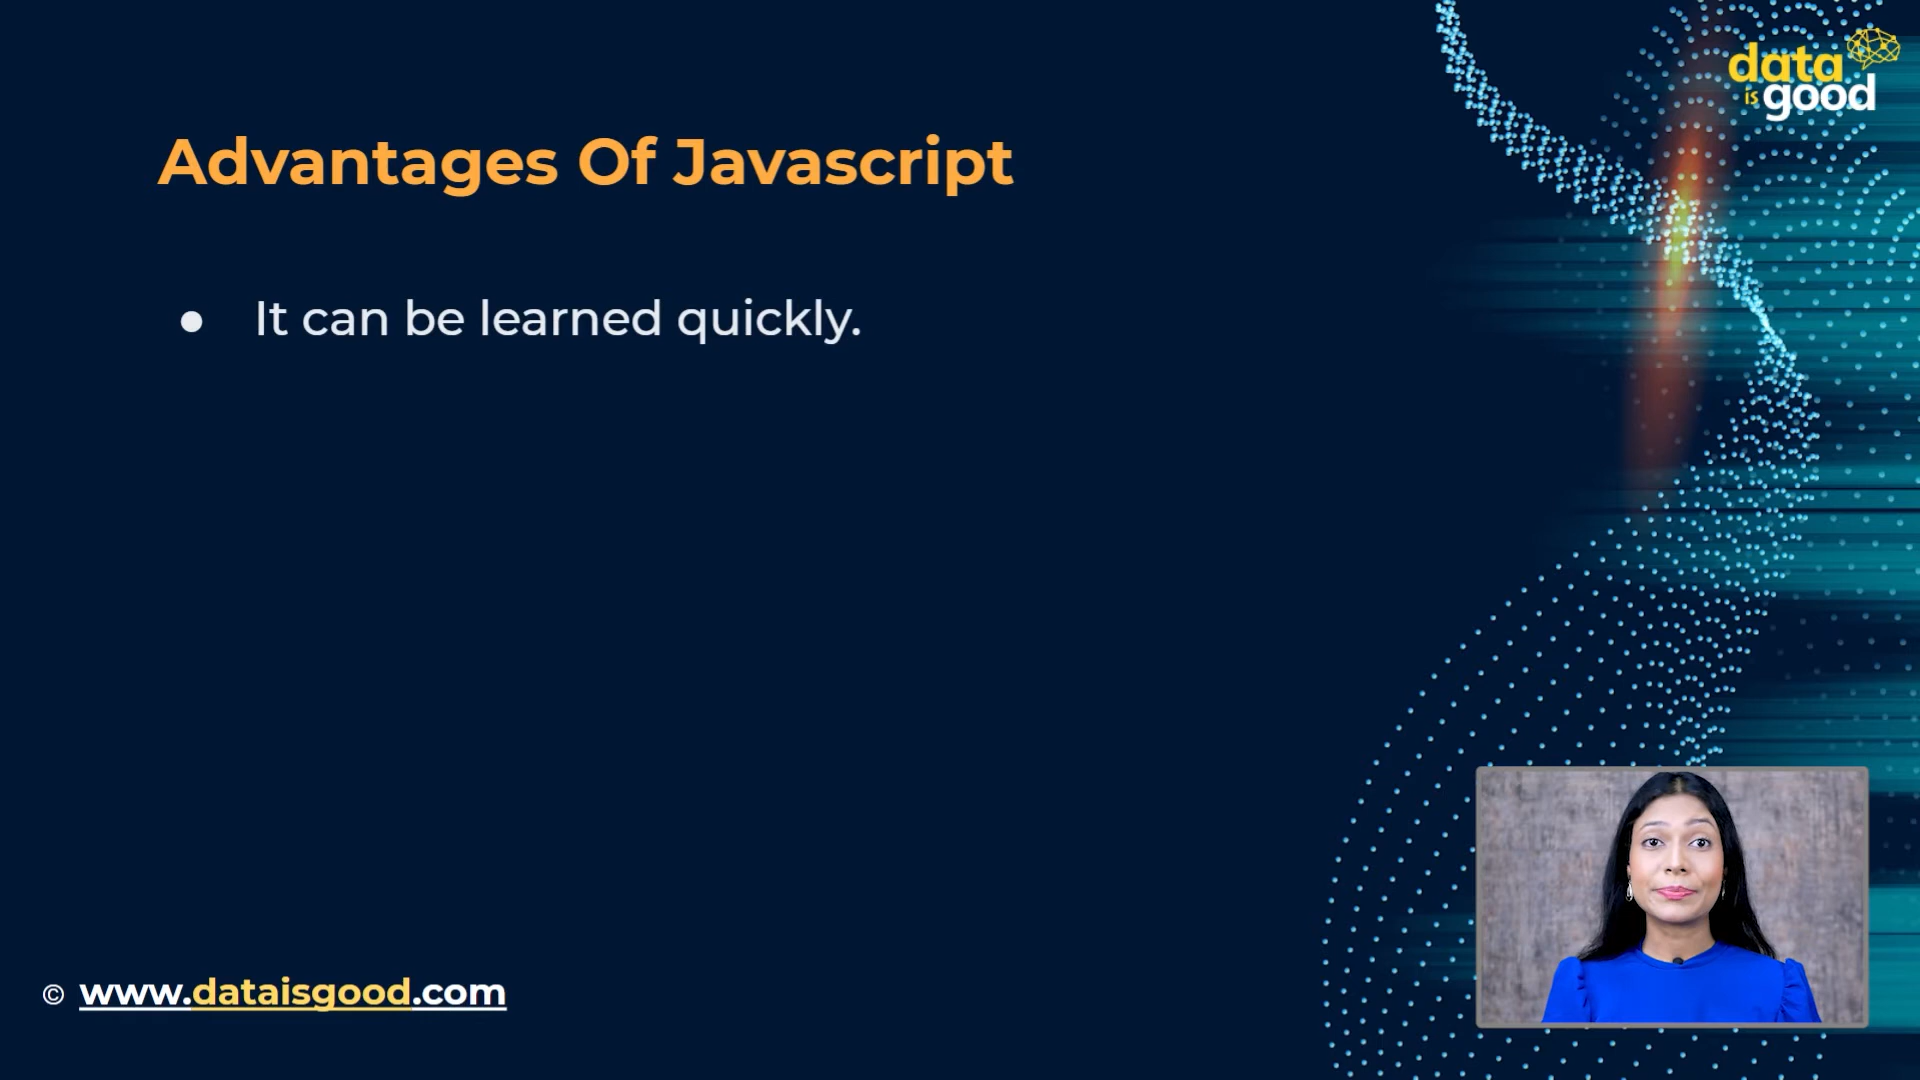 data
is good
Advantages Of Javascript
● It can be learned quickly.
© www.dataisgood.com